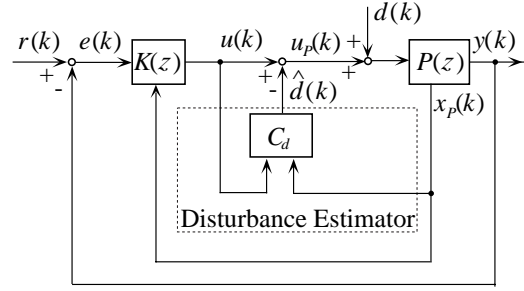 d(k)
r(k) e(k) K(z) u(k) u_P(k) + P(z) y(k)
+ + +
- - d̂(k) x_P(k)
C_d
Disturbance Estimator